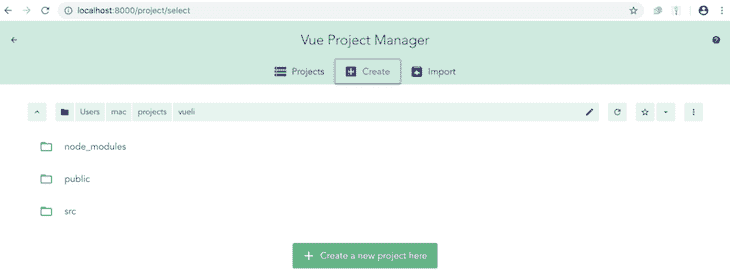 localhost:8000/project/select
Vue Project Manager
Projects Create Import
Users mac projects vueli
node_modules
public
src
Create a new project here